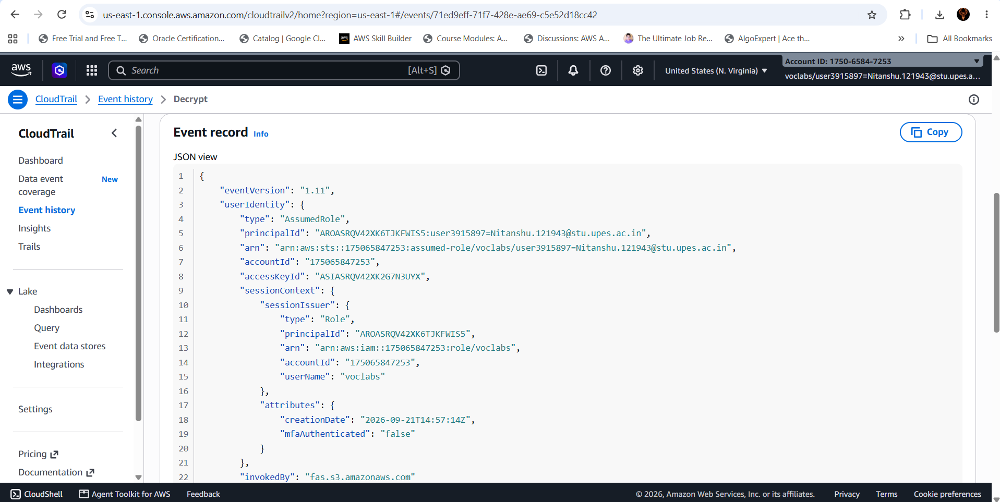 us-east-1.console.aws.amazon.com/cloudtrailv2/home?region=us-east-1#/events/71ed9eff-71f7-428e-ae69-c5e52d18cc42
Free Trial and Free T... Oracle Certification... Catalog | Google Cl... aws AWS Skill Builder Course Modules: A... Discussions: AWS A... The Ultimate Job Re... AlgoExpert | Ace th... » All Bookmarks
aws Search [Alt+S] United States (N. Virginia) Account ID: 1750-6584-7253
voclabs/user3915897=Nitanshu.121943@stu.upes.a...
CloudTrail Event history Decrypt
CloudTrail
Dashboard
Data event coverage New
Event history
Insights
Trails
Lake
Dashboards
Query
Event data stores
Integrations
Settings
Pricing
Documentation
Event record Info Copy
JSON view
1 {
2 "eventVersion": "1.11",
3 "userIdentity": {
4 "type": "AssumedRole",
5 "principalId": "AROASRQV42XK6TJKFWIS5:user3915897=Nitanshu.121943@stu.upes.ac.in",
6 "arn": "arn:aws:sts::175065847253:assumed-role/voclabs/user3915897=Nitanshu.121943@stu.upes.ac.in",
7 "accountId": "175065847253",
8 "accessKeyId": "ASIASRQV42XK2G7N3UYX",
9 "sessionContext": {
10 "sessionIssuer": {
11 "type": "Role",
12 "principalId": "AROASRQV42XK6TJKFWIS5",
13 "arn": "arn:aws:iam::175065847253:role/voclabs",
14 "accountId": "175065847253",
15 "userName": "voclabs"
16 },
17 "attributes": {
18 "creationDate": "2026-09-21T14:57:14Z",
19 "mfaAuthenticated": "false"
20 }
21 },
22 "invokedBy": "fas.s3.amazonaws.com"
CloudShell Agent Toolkit for AWS Feedback © 2026, Amazon Web Services, Inc. or its affiliates. Privacy Terms Cookie preferences